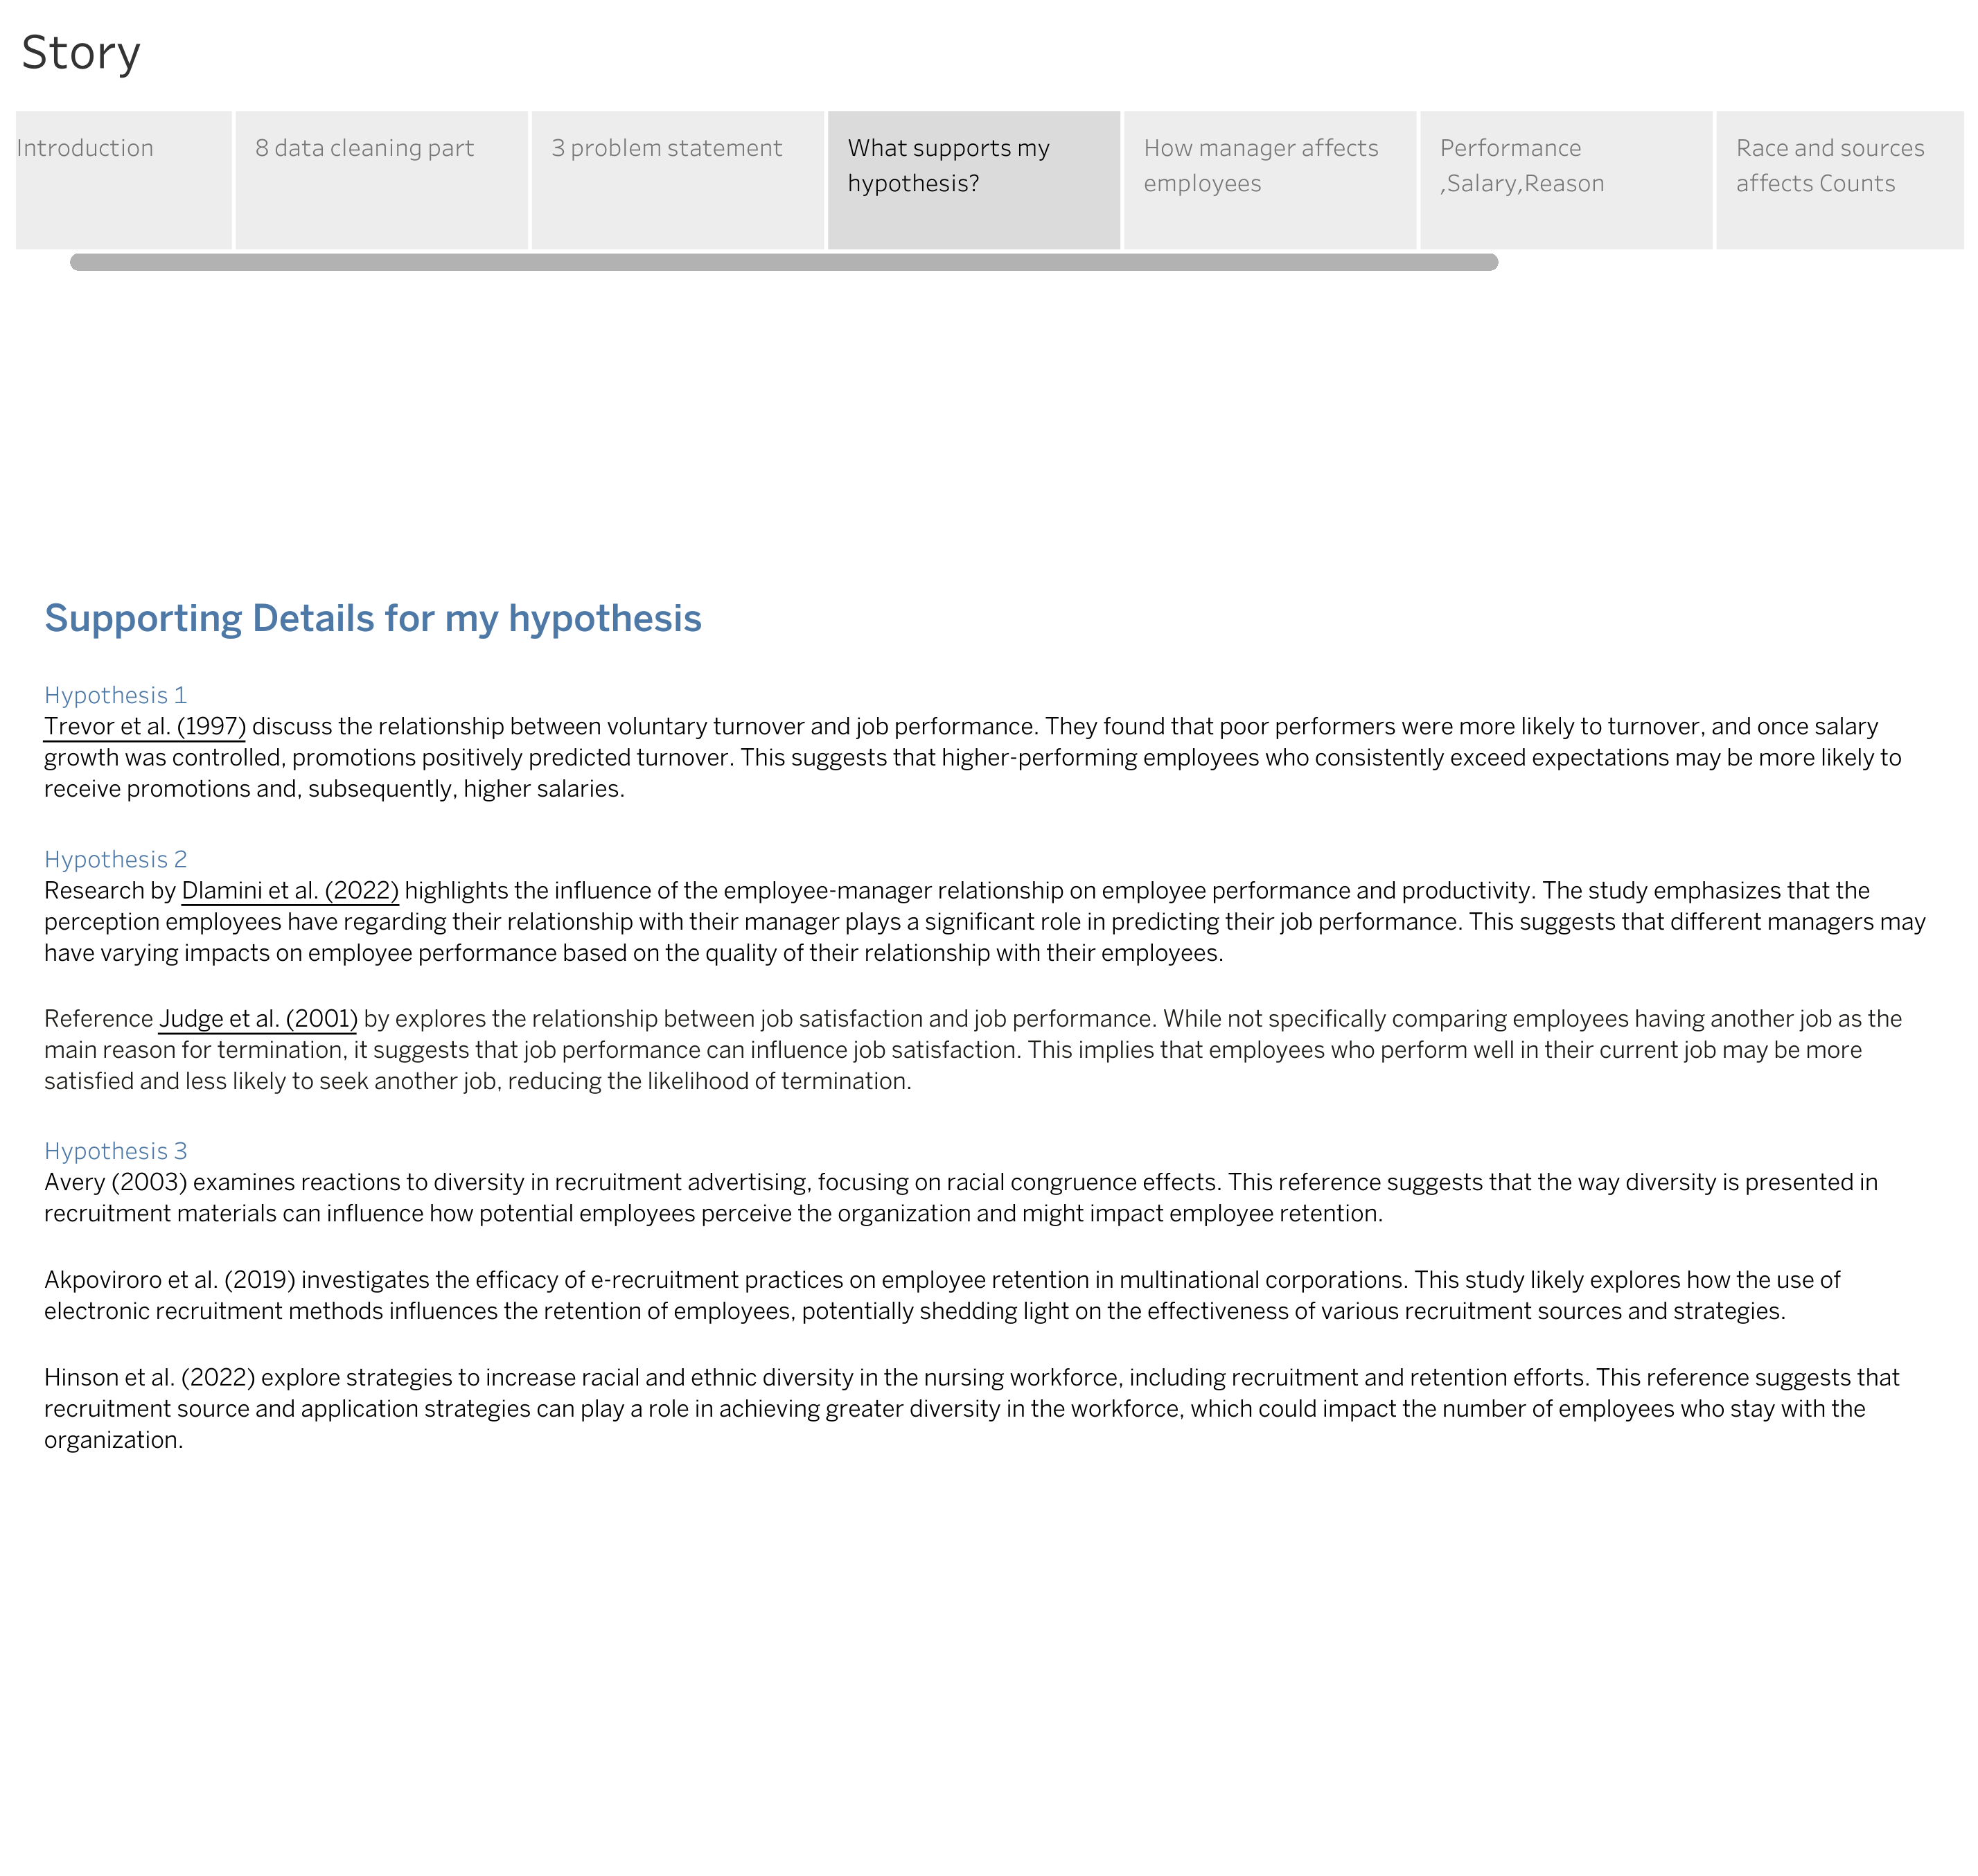 Story
Introduction
8 data cleaning part
3 problem statement
What supports my
hypothesis?
How manager affects
employees
Performance
,Salary,Reason
Race and sources
affects Counts
Supporting Details for my hypothesis
Hypothesis 1
Trevor et al. (1997) discuss the relationship between voluntary turnover and job performance. They found that poor performers were more likely to turnover, and once salary
growth was controlled, promotions positively predicted turnover. This suggests that higher-performing employees who consistently exceed expectations may be more likely to
receive promotions and, subsequently, higher salaries.
Hypothesis 2
Research by Dlamini et al. (2022) highlights the influence of the employee-manager relationship on employee performance and productivity. The study emphasizes that the
perception employees have regarding their relationship with their manager plays a significant role in predicting their job performance. This suggests that different managers may
have varying impacts on employee performance based on the quality of their relationship with their employees.
Reference Judge et al. (2001) by explores the relationship between job satisfaction and job performance. While not specifically comparing employees having another job as the
main reason for termination, it suggests that job performance can influence job satisfaction. This implies that employees who perform well in their current job may be more
satisfied and less likely to seek another job, reducing the likelihood of termination.
Hypothesis 3
Avery (2003) examines reactions to diversity in recruitment advertising, focusing on racial congruence effects. This reference suggests that the way diversity is presented in
recruitment materials can influence how potential employees perceive the organization and might impact employee retention.
Akpoviroro et al. (2019) investigates the efficacy of e-recruitment practices on employee retention in multinational corporations. This study likely explores how the use of
electronic recruitment methods influences the retention of employees, potentially shedding light on the effectiveness of various recruitment sources and strategies.
Hinson et al. (2022) explore strategies to increase racial and ethnic diversity in the nursing workforce, including recruitment and retention efforts. This reference suggests that
recruitment source and application strategies can play a role in achieving greater diversity in the workforce, which could impact the number of employees who stay with the
organization.